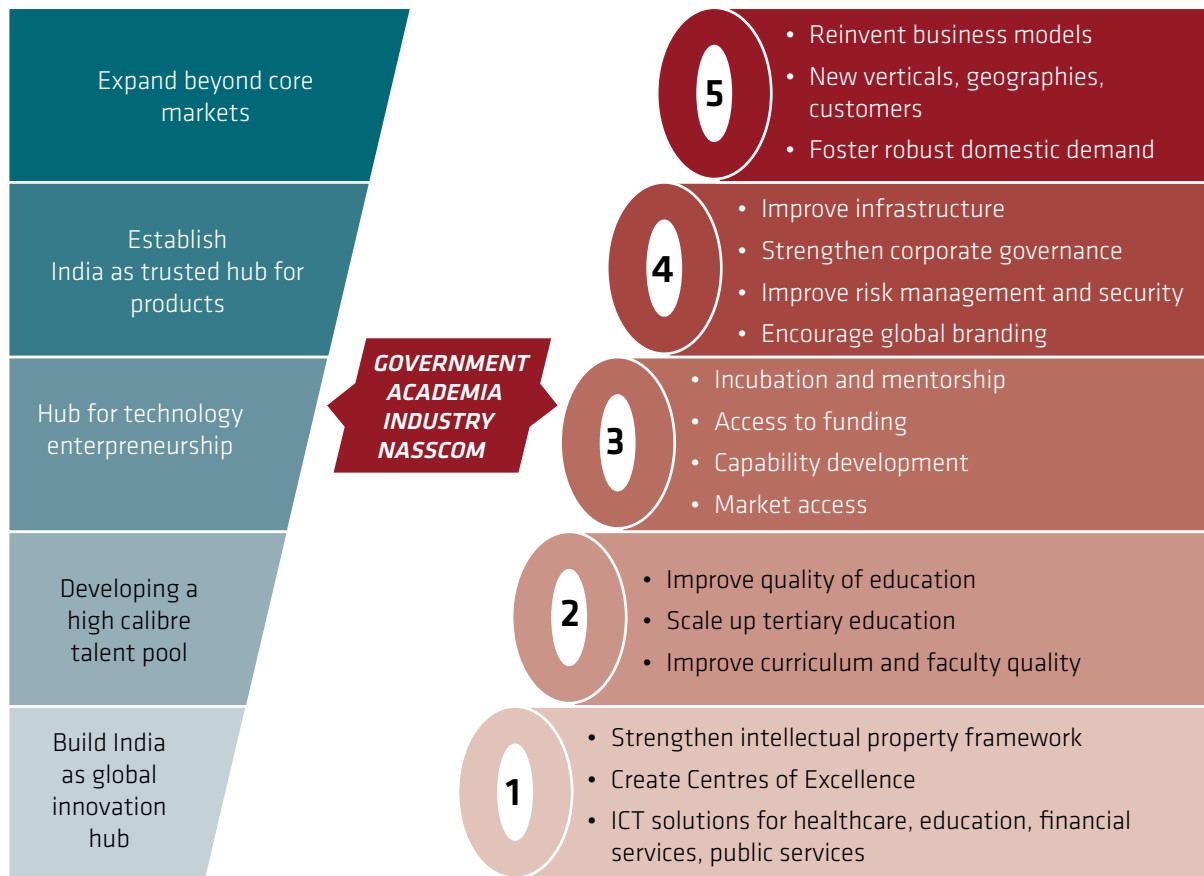 Expand beyond core
markets
5
• Reinvent business models
• New verticals, geographies,
customers
• Foster robust domestic demand
Establish
India as trusted hub for
products
4
• Improve infrastructure
• Strengthen corporate governance
• Improve risk management and security
• Encourage global branding
GOVERNMENT
ACADEMIA
INDUSTRY
NASSCOM
Hub for technology
enterpreneurship
3
• Incubation and mentorship
• Access to funding
• Capability development
• Market access
Developing a
high calibre
talent pool
2
• Improve quality of education
• Scale up tertiary education
• Improve curriculum and faculty quality
Build India
as global
innovation
hub
1
• Strengthen intellectual property framework
• Create Centres of Excellence
• ICT solutions for healthcare, education, financial
services, public services